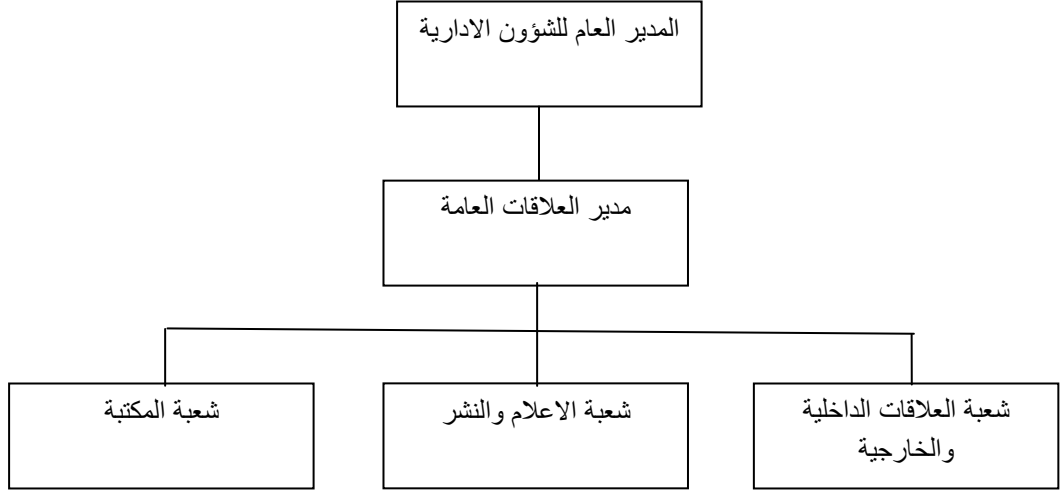 المدير العام للشؤون الادارية
مدير العلاقات العامة
شعبة العلاقات الداخلية
والخارجية
شعبة الاعلام والنشر
شعبة المكتبة